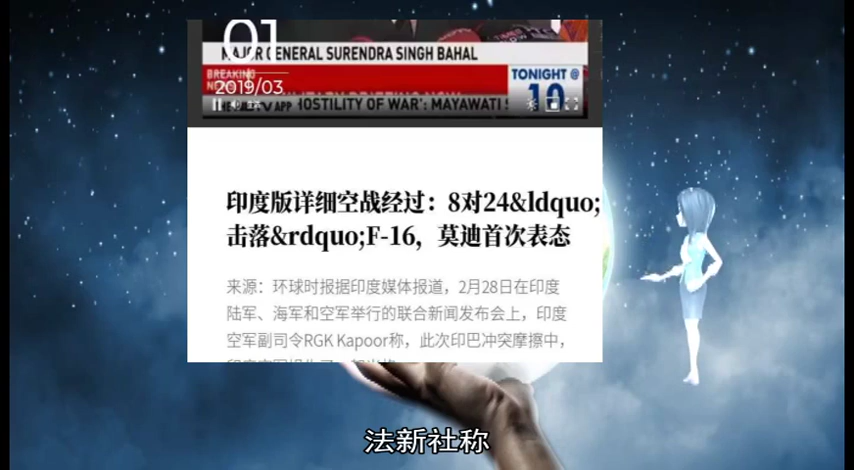 01
MAJOR GENERAL SURENDRA SINGH BAHAL
BREAKING
NEWS
TONIGHT @
10
2019/03
HOSTILITY OF WAR': MAYAWATI
印度版详细空战经过：8对24&ldquo;
击落&rdquo;F-16，莫迪首次表态
来源：环球时报据印度媒体报道，2月28日在印度
陆军、海军和空军举行的联合新闻发布会上，印度
空军副司令RGK Kapoor称，此次印巴冲突摩擦中，
法新社称